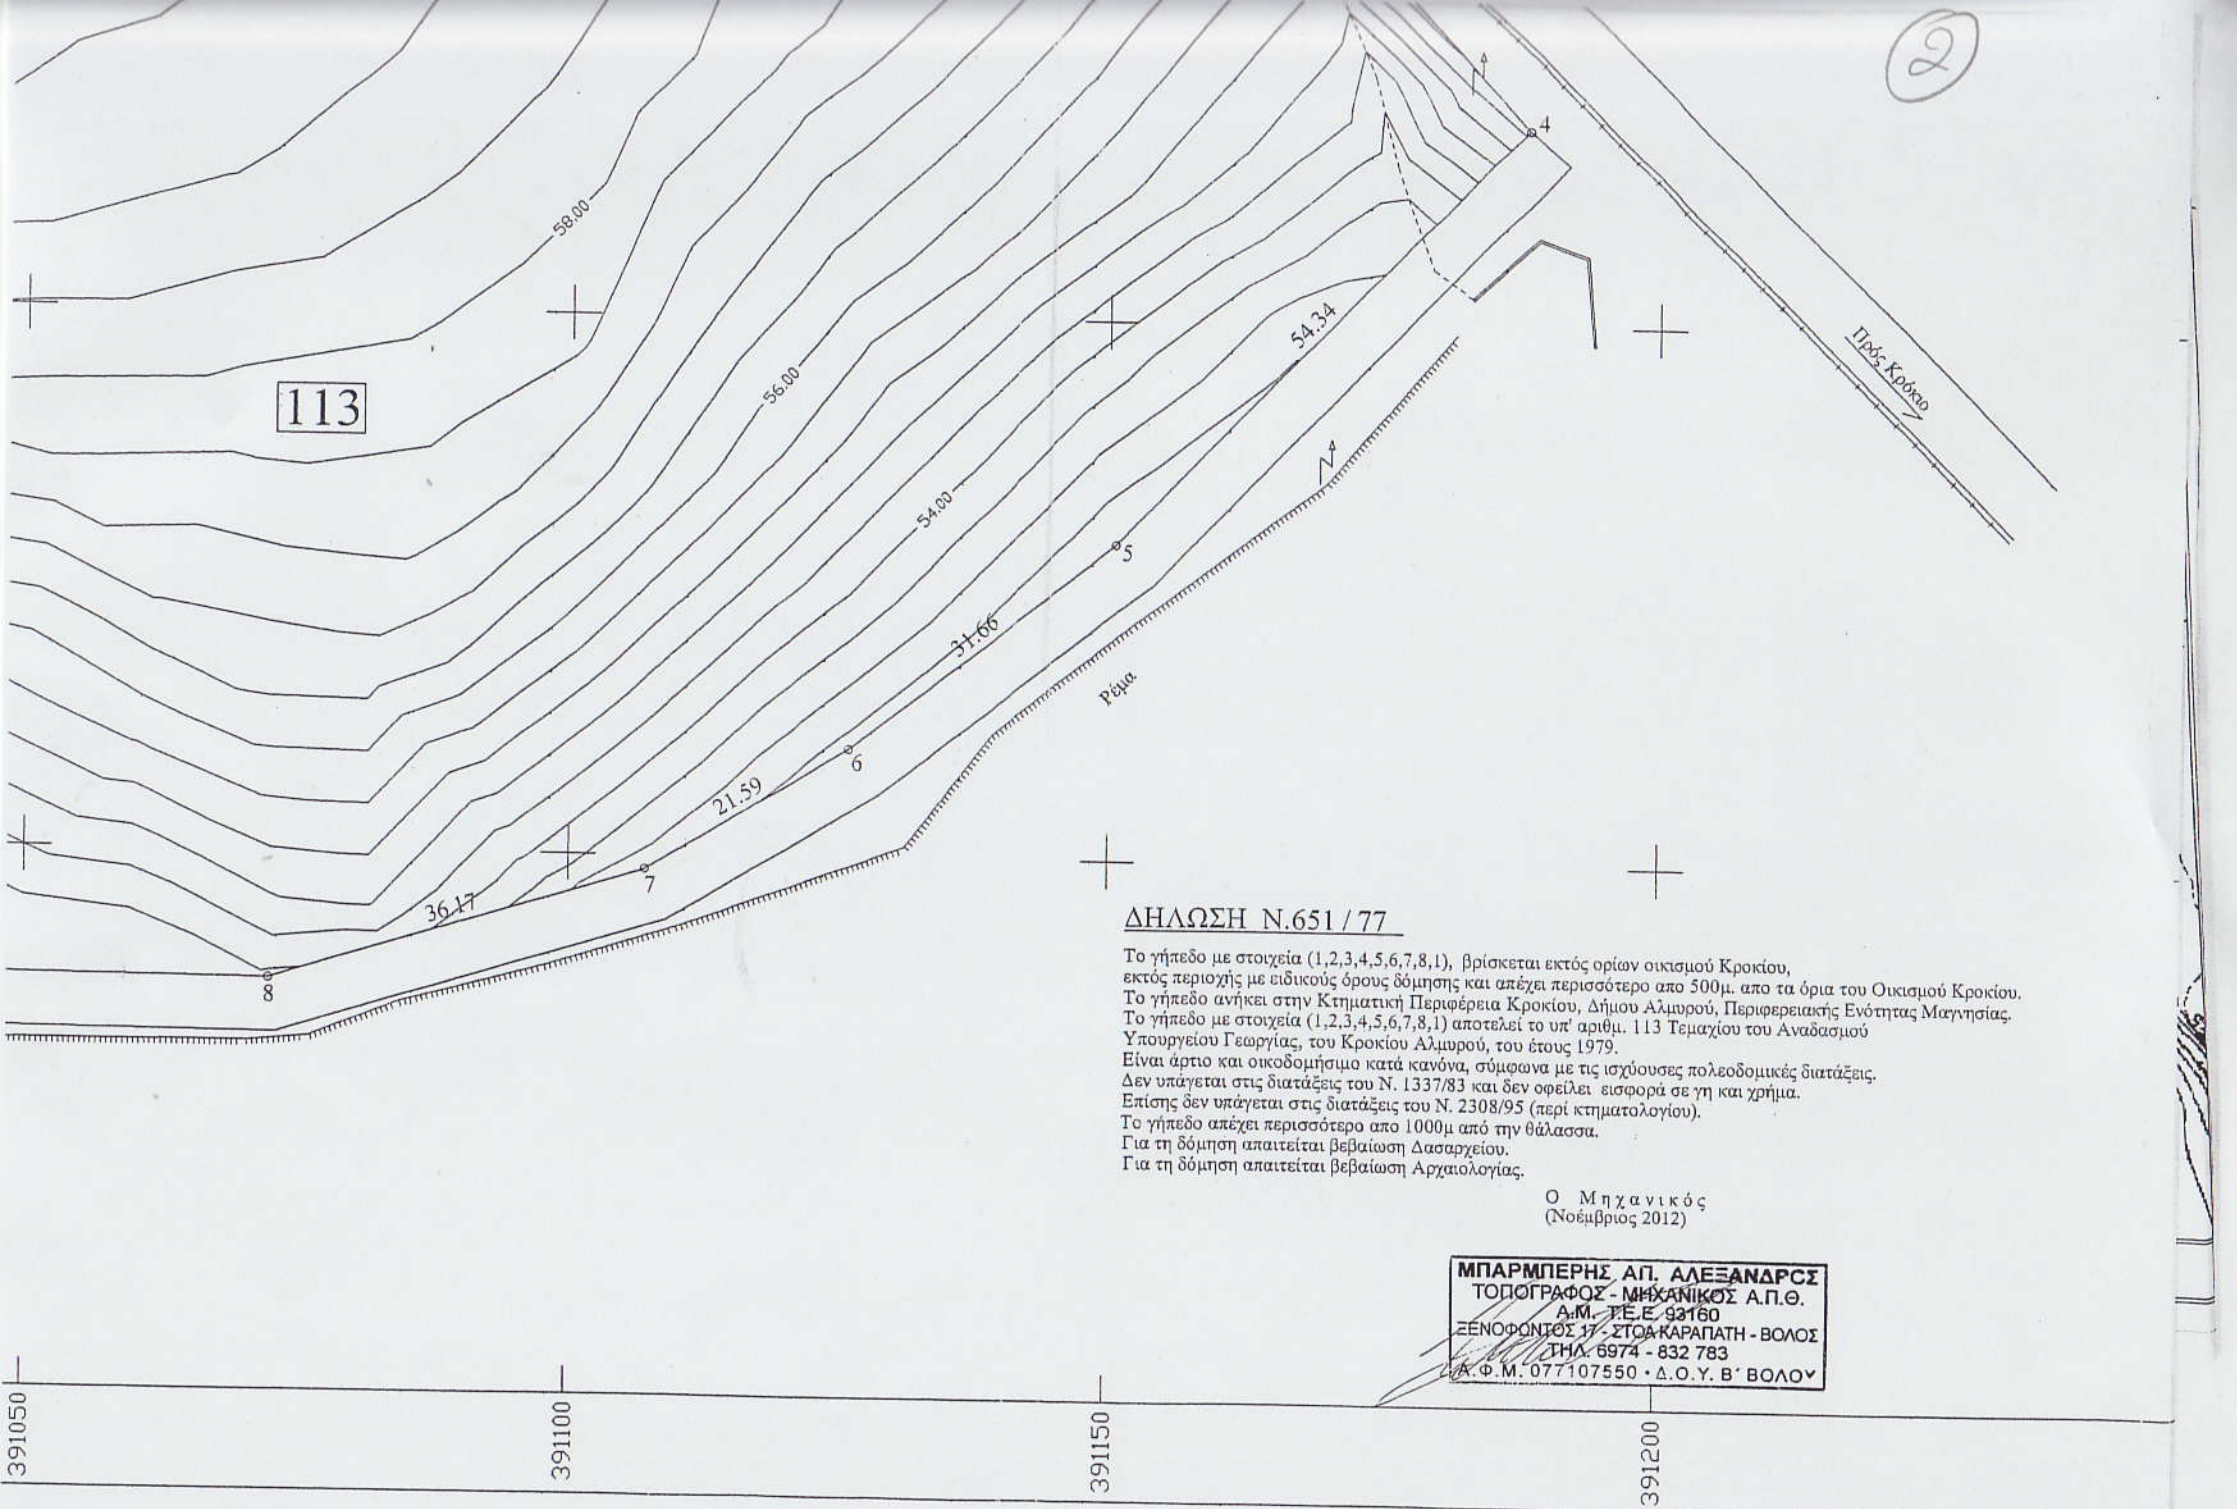 2
4
58.00
Πρός Κρόκιο
54.34
56.00
113
54.00
5
31.66
Ρέμα
6
21.59
7
36.17
8
ΔΗΛΩΣΗ Ν.651 / 77
Το γήπεδο με στοιχεία (1,2,3,4,5,6,7,8,1), βρίσκεται εκτός ορίων οικισμού Κροκίου,
εκτός περιοχής με ειδικούς όρους δόμησης και απέχει περισσότερο απο 500μ. απο τα όρια του Οικισμού Κροκίου.
Το γήπεδο ανήκει στην Κτηματική Περιφέρεια Κροκίου, Δήμου Αλμυρού, Περιφερειακής Ενότητας Μαγνησίας.
Το γήπεδο με στοιχεία (1,2,3,4,5,6,7,8,1) αποτελεί το υπ' αριθμ. 113 Τεμαχίου του Αναδασμού
Υπουργείου Γεωργίας, του Κροκίου Αλμυρού, του έτους 1979.
Είναι άρτιο και οικοδομήσιμο κατά κανόνα, σύμφωνα με τις ισχύουσες πολεοδομικές διατάξεις.
Δεν υπάγεται στις διατάξεις του Ν. 1337/83 και δεν οφείλει εισφορά σε γη και χρήμα.
Επίσης δεν υπάγεται στις διατάξεις του Ν. 2308/95 (περί κτηματολογίου).
Το γήπεδο απέχει περισσότερο απο 1000μ από την θάλασσα.
Για τη δόμηση απαιτείται βεβαίωση Δασαρχείου.
Για τη δόμηση απαιτείται βεβαίωση Αρχαιολογίας.
Ο Μηχανικός
(Νοέμβριος 2012)
ΜΠΑΡΜΠΕΡΗΣ ΑΠ. ΑΛΕΞΑΝΔΡΟΣ
ΤΟΠΟΓΡΑΦΟΣ - ΜΗΧΑΝΙΚΟΣ Α.Π.Θ.
Α.Μ. Τ.Ε.Ε. 93160
ΞΕΝΟΦΩΝΤΟΣ 17 - ΣΤΟΑ ΚΑΡΑΠΑΤΗ - ΒΟΛΟΣ
ΤΗΛ. 6974 - 832 783
Α.Φ.Μ. 077107550 • Δ.Ο.Υ. Β΄ ΒΟΛΟΥ
391050
391100
391150
391200